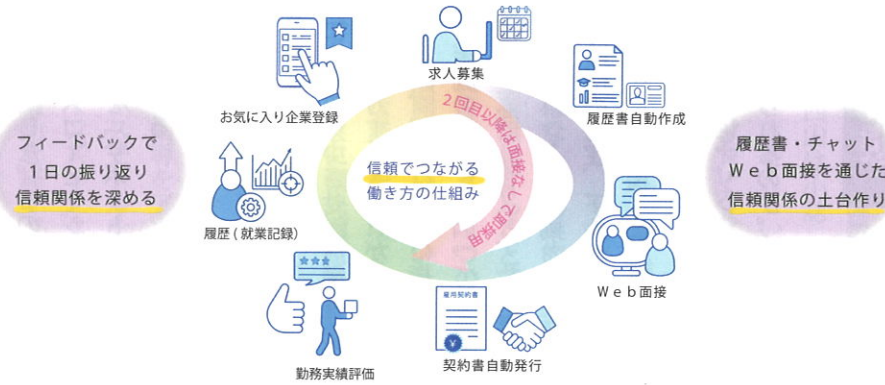 求人募集
お気に入り企業登録
履歴書自動作成
2回目以降は面接なしで即採用
フィードバックで
1日の振り返り
信頼関係を深める
信頼でつながる
働き方の仕組み
履歴書・チャット
Web面接を通じた
信頼関係の土台作り
履歴(就業記録)
Web面接
雇用契約書
¥
契約書自動発行
勤務実績評価